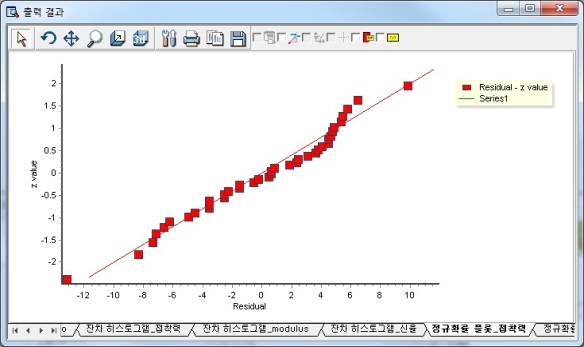 출력 결과
Residual - z value
Series1
2
1.5
1
0.5
0
-0.5
-1
-1.5
-2
z value
-12 -10 -8 -6 -4 -2 0 2 4 6 8 10
Residual
잔차 히스토그램_접착력 잔차 히스토그램_modulus 잔차 히스토그램_신율 정규확률 플롯_접착력 정규확률